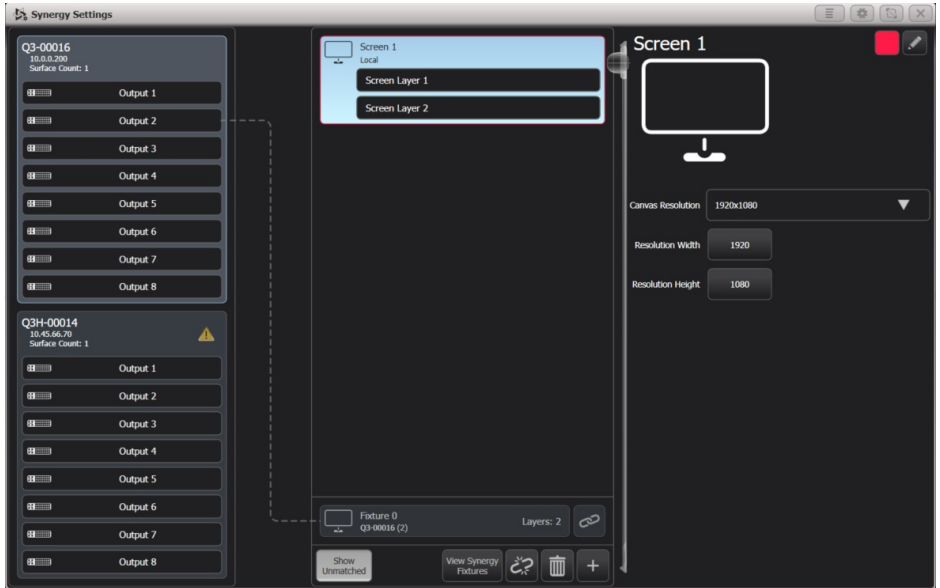 Synergy Settings
Q3-00016
10.0.0.200
Surface Count: 1
Output 1
Output 2
Output 3
Output 4
Output 5
Output 6
Output 7
Output 8
Q3H-00014
10.45.66.70
Surface Count: 1
Output 1
Output 2
Output 3
Output 4
Output 5
Output 6
Output 7
Output 8
Screen 1
Local
Screen Layer 1
Screen Layer 2
Fixture 0
Q3-00016 (2)
Layers: 2
Show
Unmatched
View Synergy
Fixtures
Screen 1
Canvas Resolution
1920x1080
Resolution Width
1920
Resolution Height
1080